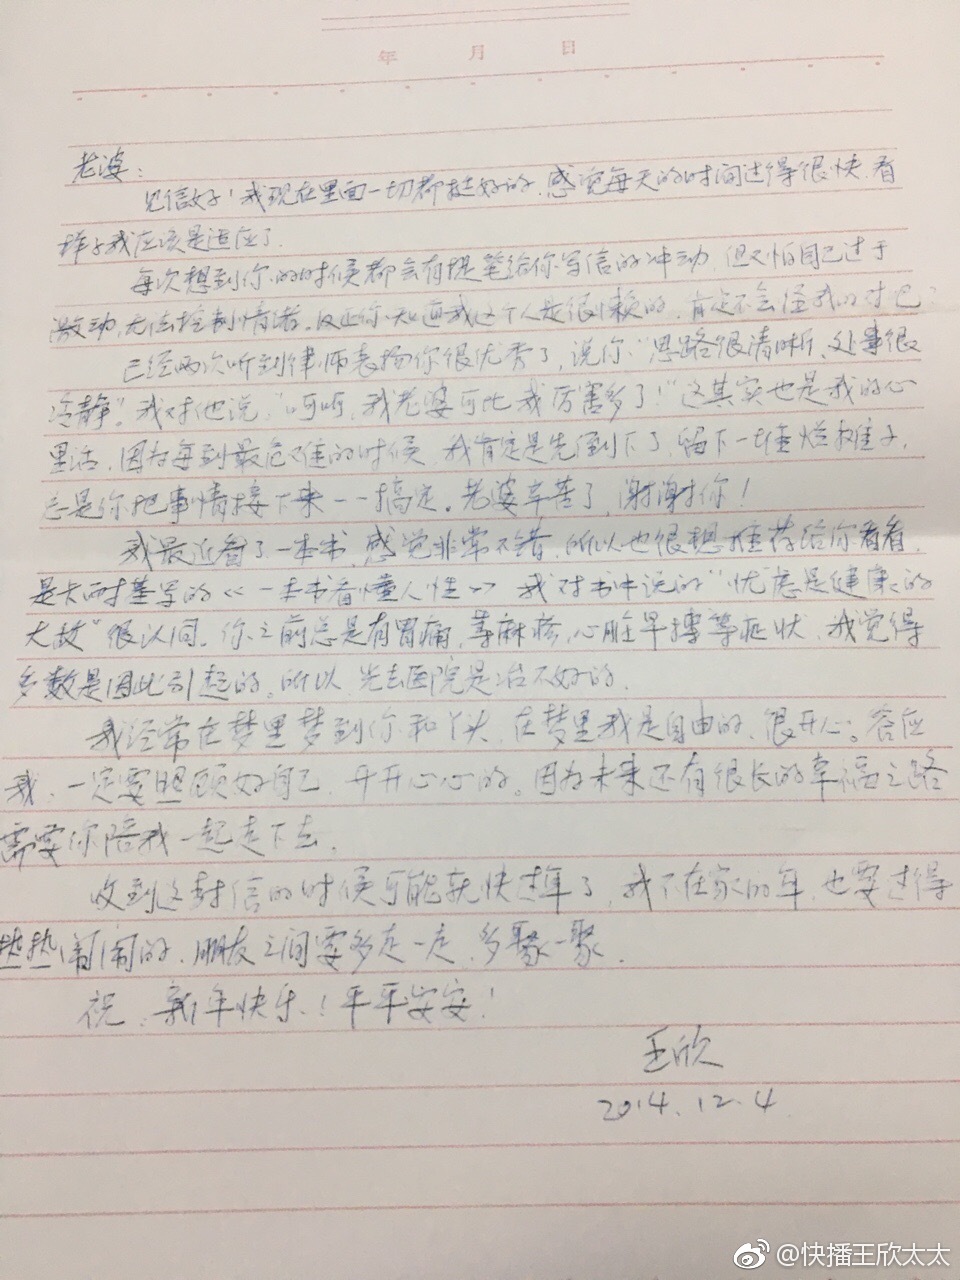 年 月 日
老婆：
见信好！我现在里面一切都挺好的，感觉每天的时间过得很快，看
样子我应该是适应了。
每次想到你的时候都会有提笔给你写信的冲动，但又怕自己过于
激动，无法控制情绪。反正你知道我这个人是很懒的，肯定不会怪我的对吧？
已经两次听到律师表扬你很优秀了，说你“思路很清晰、处事很
冷静”。我对他说，“呵呵，我老婆可比我厉害多了！”这其实也是我的心
里话，因为每到最危难的时候，我肯定是先倒下了，留下一堆烂摊子，
总是你把事情接下来一一搞定。老婆辛苦了，谢谢你！
我最近看了一本书，感觉非常不错，所以也很想推荐给你看看，
是卡耐基写的《一本书看懂人性》，我对书中说的“忧虑是健康的
大敌”很认同。你之前总是有胃痛，荨麻疹，心脏早搏等症状，我觉得
多数是因此引起的。所以，光去医院是治不好的。
我经常在梦里梦到你和丫头，在梦里我是自由的，很开心。答应
我，一定要照顾好自己，开开心心的。因为未来还有很长的幸福之路
需要你陪我一起走下去。
收到这封信的时候可能就快过年了，我不在家的年，也要过得
热热闹闹的，朋友之间要多走一走，多聚一聚。
祝：新年快乐！平平安安！
王欣
2014.12.4
@快播王欣太太